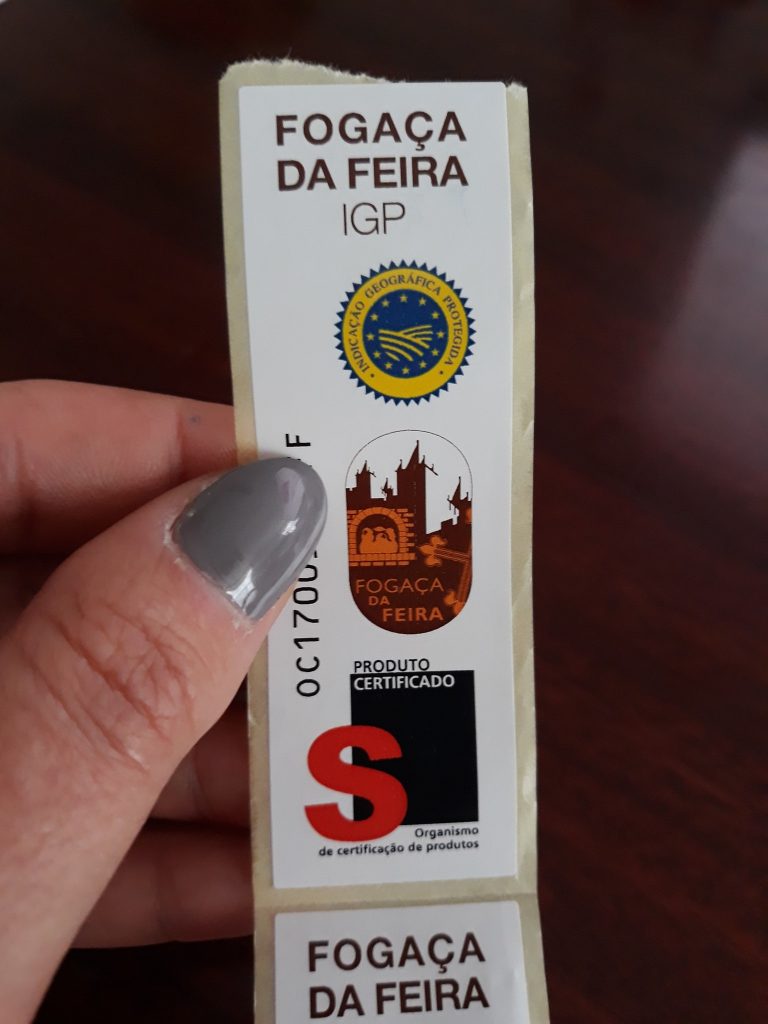 FOGAÇA
DA FEIRA
IGP
INDICAÇÃO GEOGRÁFICA PROTEGIDA
FOGAÇA
DA
FEIRA
PRODUTO
CERTIFICADO
S
Organismo
de certificação de produtos
FOGAÇA
DA FEIRA